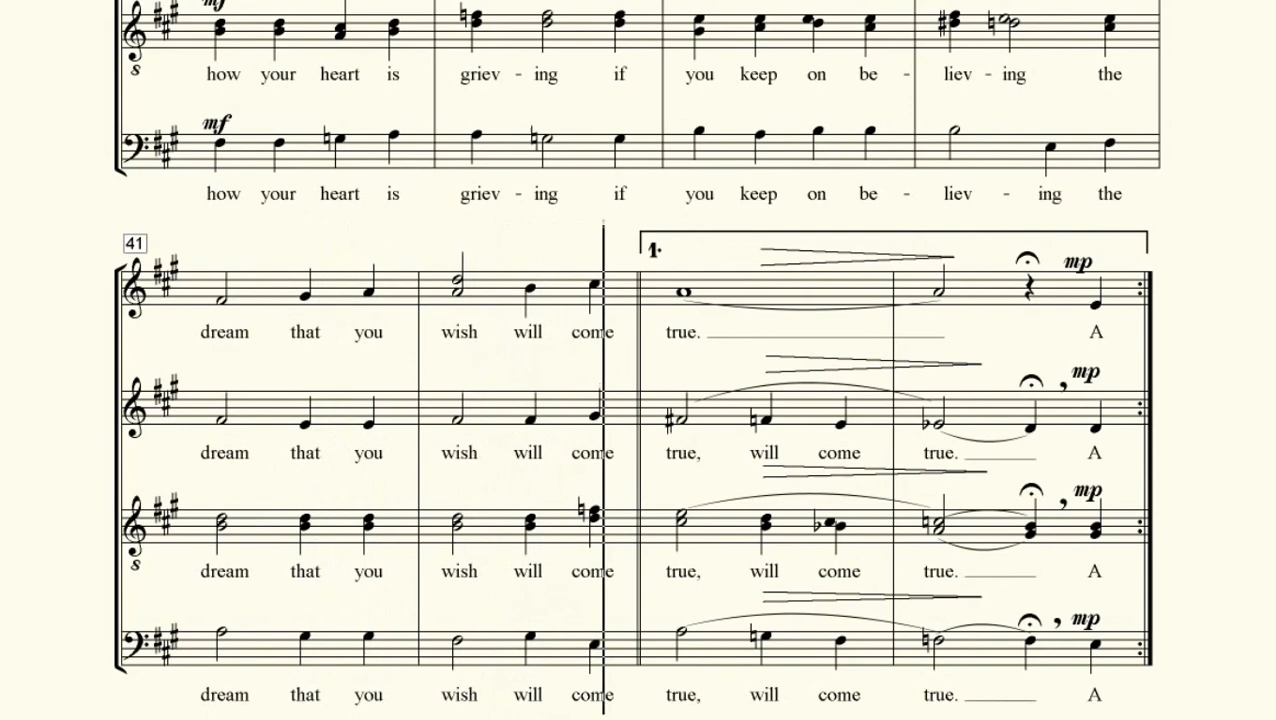 mf
8
how your heart is griev - ing if you keep on be - liev - ing the
mf
how your heart is griev - ing if you keep on be - liev - ing the
41
1.
mp
dream that you wish will come true. A
mp
dream that you wish will come true, will come true. A
mp
8
dream that you wish will come true, will come true. A
mp
dream that you wish will come true, will come true. A